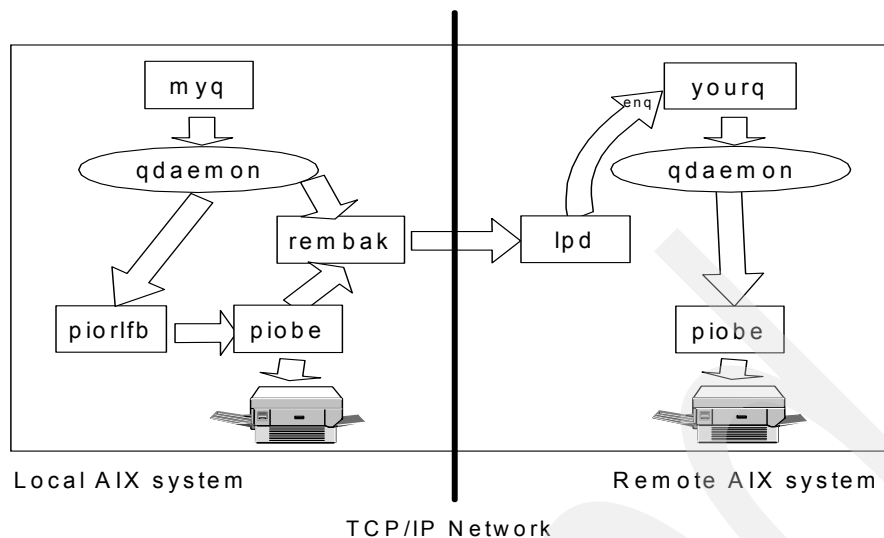 myq
qdaemon
rembak
piorlfb
piobe
lpd
enq
yourq
qdaemon
piobe
Local AIX system
Remote AIX system
TCP/IP Network